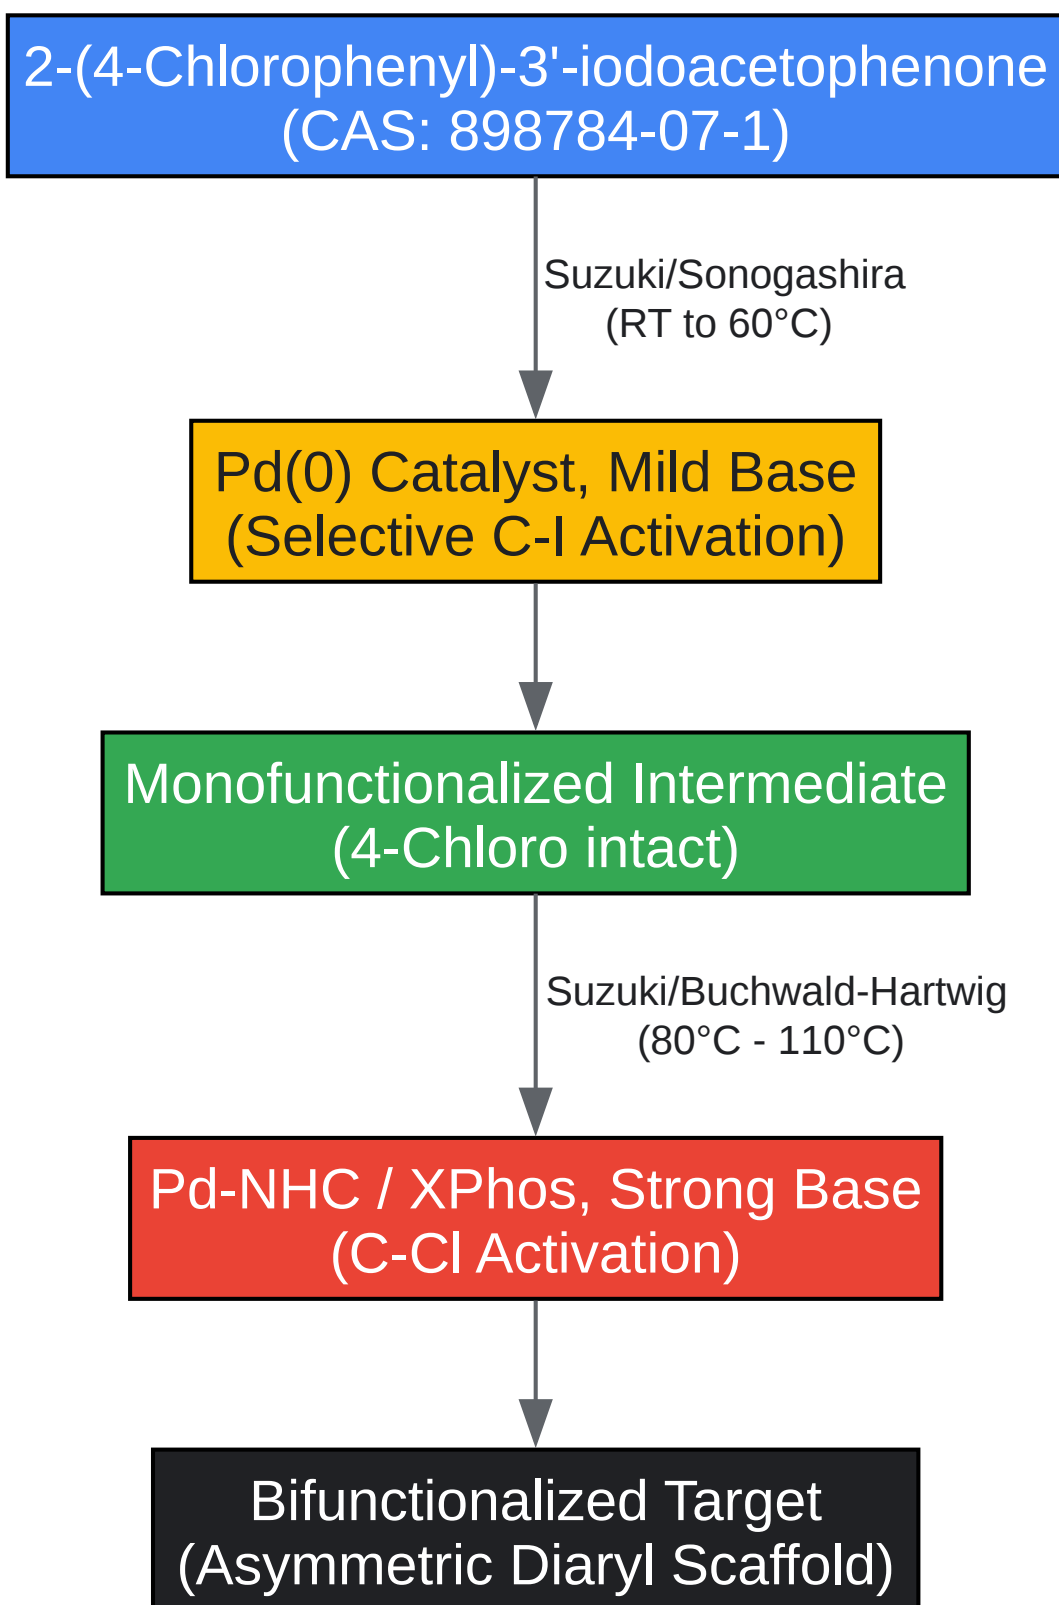 2-(4-Chlorophenyl)-3'-iodoacetophenone
(CAS: 898784-07-1)
Suzuki/Sonogashira
(RT to 60°C)
Pd(0) Catalyst, Mild Base
(Selective C-I Activation)
Monofunctionalized Intermediate
(4-Chloro intact)
Suzuki/Buchwald-Hartwig
(80°C - 110°C)
Pd-NHC / XPhos, Strong Base
(C-Cl Activation)
Bifunctionalized Target
(Asymmetric Diaryl Scaffold)